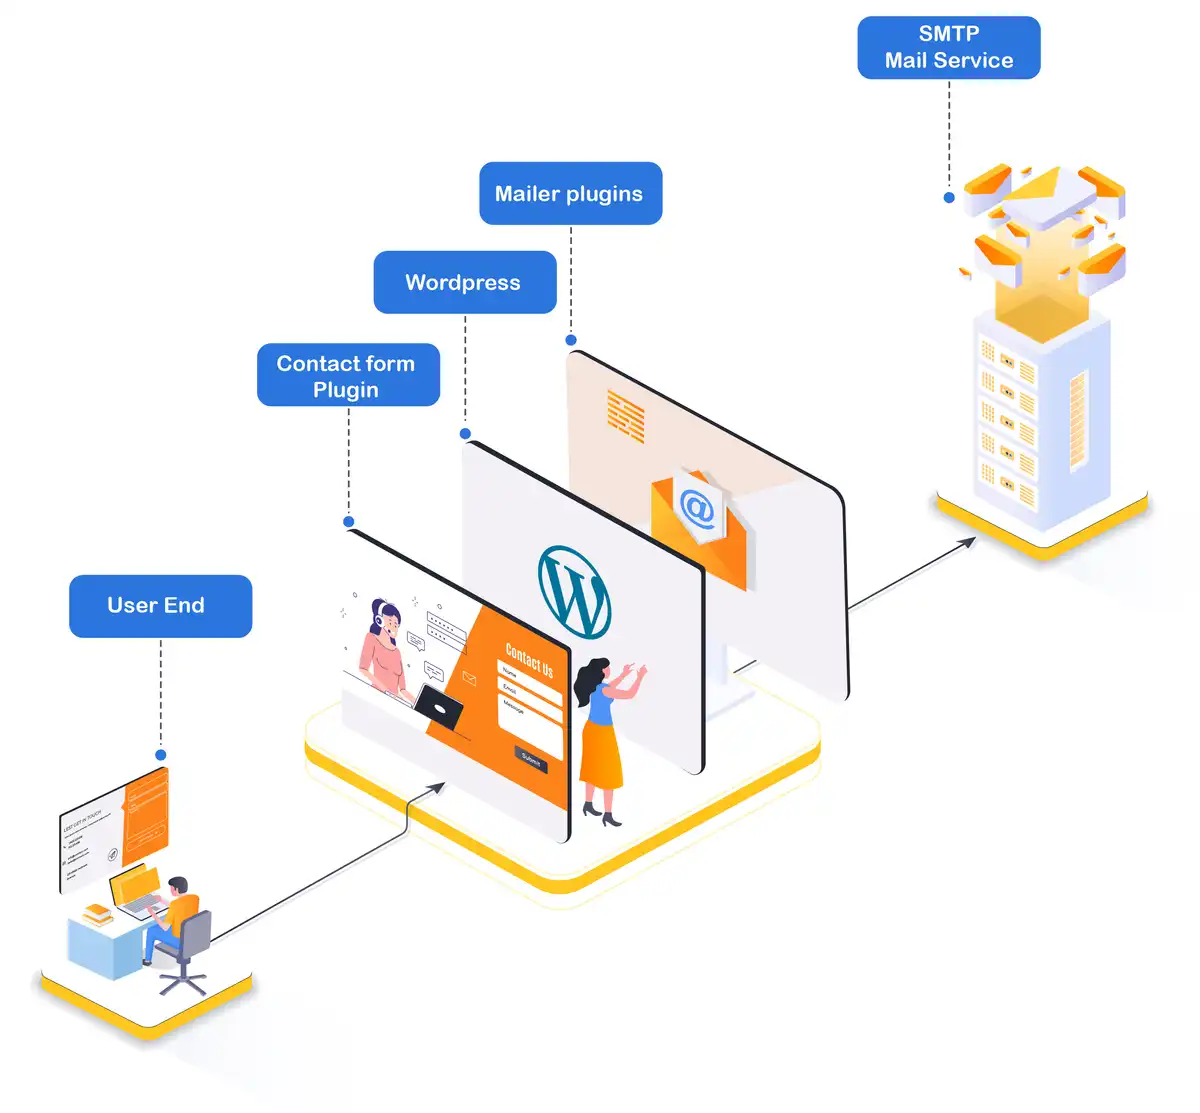 SMTP
Mail Service
Mailer plugins
Wordpress
Contact form
Plugin
User End
Contact Us
Name
Email
Message
Submit
GET IN TOUCH